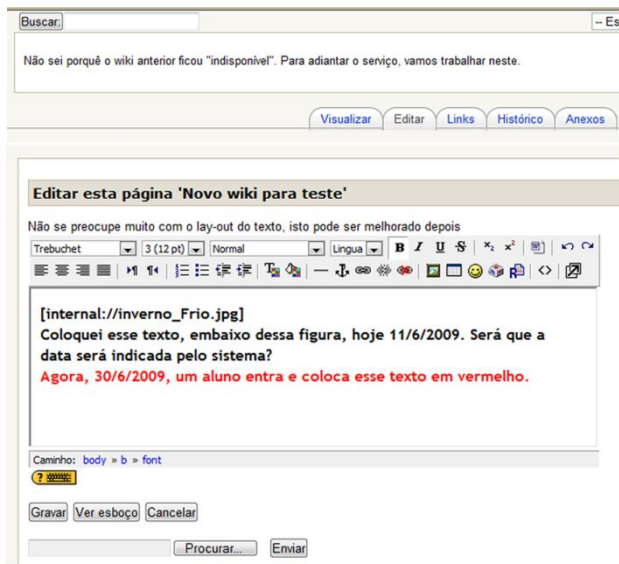 Buscar:
-- Es
Não sei porquê o wiki anterior ficou "indisponível". Para adiantar o serviço, vamos trabalhar neste.
Visualizar Editar Links Histórico Anexos
Editar esta página 'Novo wiki para teste'
Não se preocupe muito com o lay-out do texto, isto pode ser melhorado depois
Trebuchet 3 (12 pt) Normal Lingua B I U S x₂ x²
[internal://inverno_Frio.jpg]
Coloquei esse texto, embaixo dessa figura, hoje 11/6/2009. Será que a
data será indicada pelo sistema?
Agora, 30/6/2009, um aluno entra e coloca esse texto em vermelho.
Caminho: body » b » font
?
Gravar Ver esboço Cancelar
Procurar... Enviar